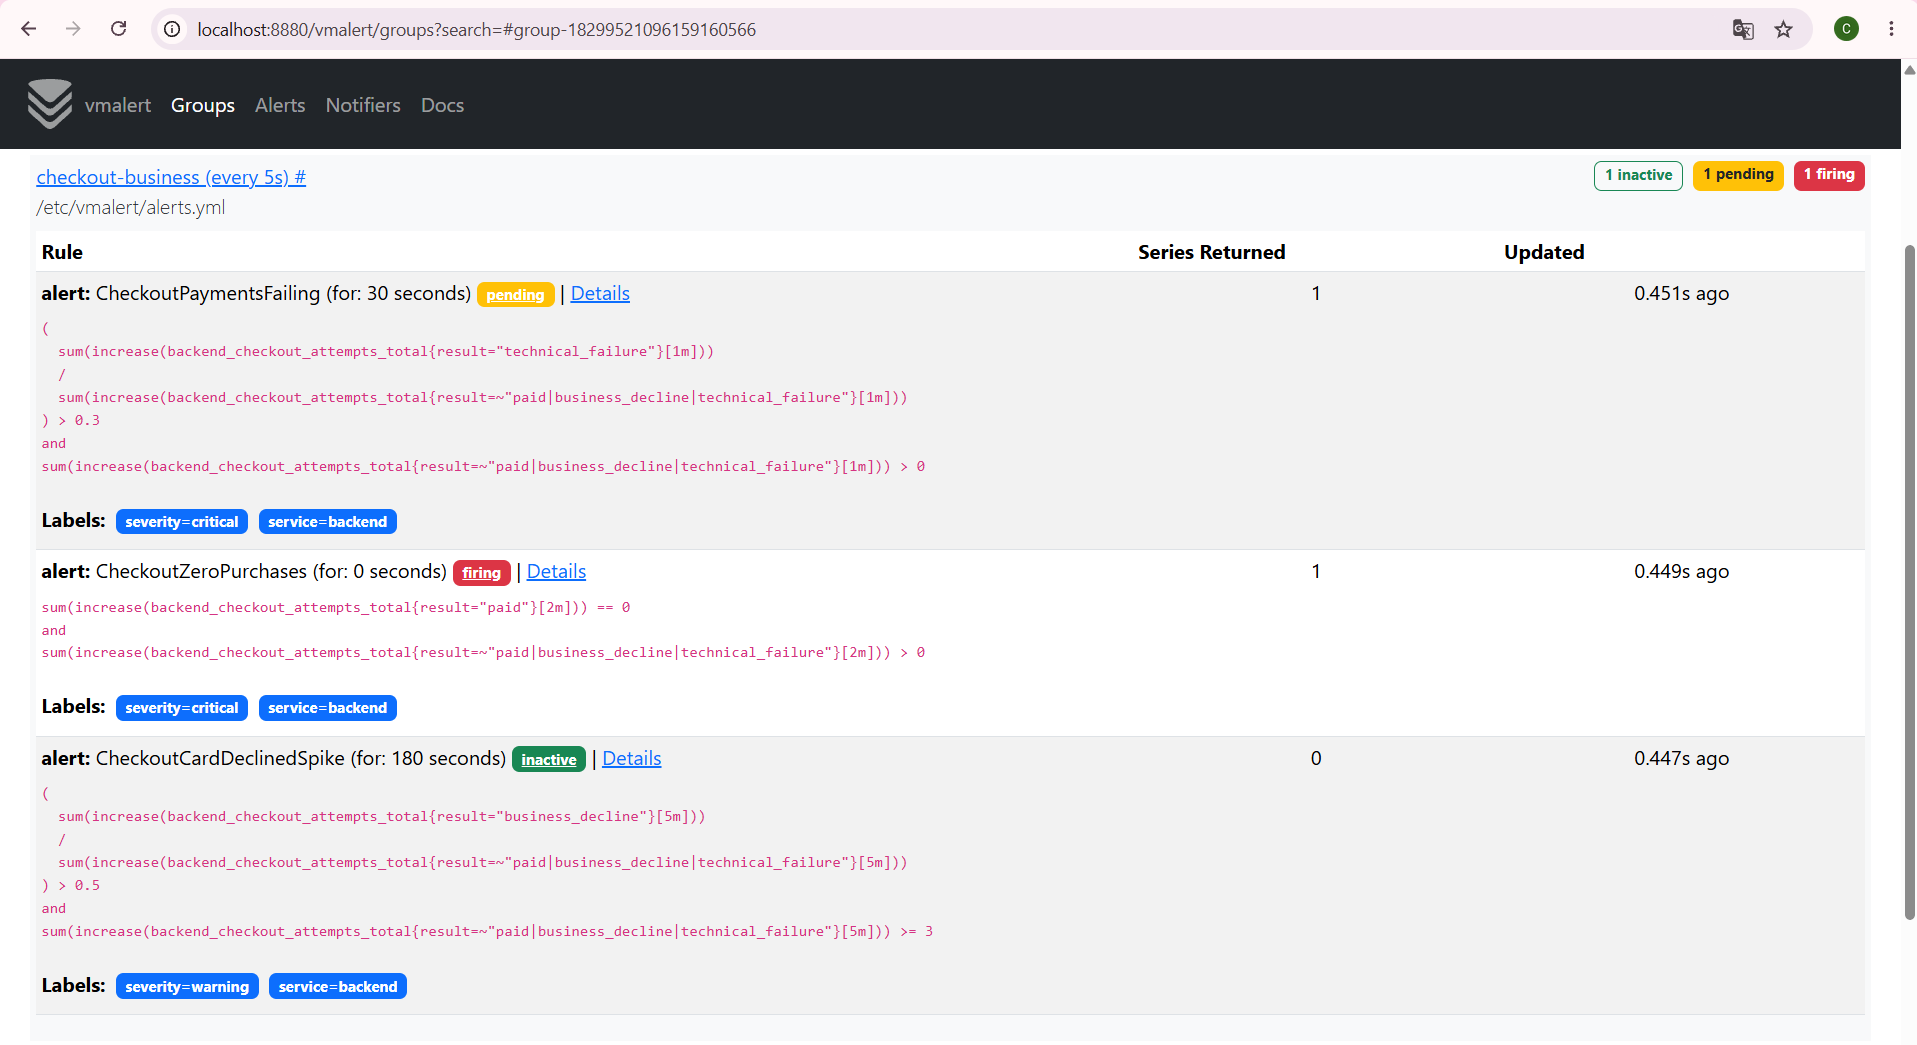 localhost:8880/vmalert/groups?search=#group-18299521096159160566
C
vmalert Groups Alerts Notifiers Docs
checkout-business (every 5s) # 1 inactive 1 pending 1 firing
/etc/vmalert/alerts.yml
Rule Series Returned Updated
alert: CheckoutPaymentsFailing (for: 30 seconds) pending | Details 1 0.451s ago
(
sum(increase(backend_checkout_attempts_total{result="technical_failure"}[1m]))
/
sum(increase(backend_checkout_attempts_total{result=~"paid|business_decline|technical_failure"}[1m]))
) > 0.3
and
sum(increase(backend_checkout_attempts_total{result=~"paid|business_decline|technical_failure"}[1m])) > 0
Labels: severity=critical service=backend
alert: CheckoutZeroPurchases (for: 0 seconds) firing | Details 1 0.449s ago
sum(increase(backend_checkout_attempts_total{result="paid"}[2m])) == 0
and
sum(increase(backend_checkout_attempts_total{result=~"paid|business_decline|technical_failure"}[2m])) > 0
Labels: severity=critical service=backend
alert: CheckoutCardDeclinedSpike (for: 180 seconds) inactive | Details 0 0.447s ago
(
sum(increase(backend_checkout_attempts_total{result="business_decline"}[5m]))
/
sum(increase(backend_checkout_attempts_total{result=~"paid|business_decline|technical_failure"}[5m]))
) > 0.5
and
sum(increase(backend_checkout_attempts_total{result=~"paid|business_decline|technical_failure"}[5m])) >= 3
Labels: severity=warning service=backend